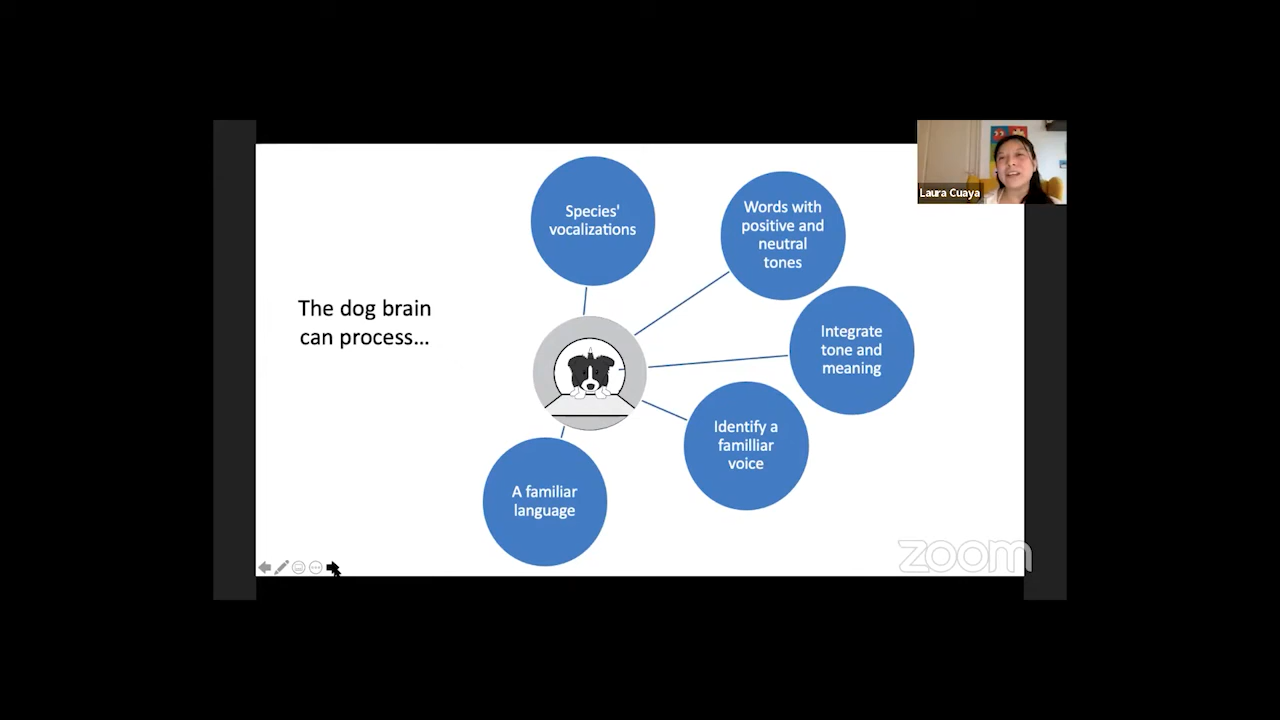 Laura Cuaya
The dog brain
can process...
Species'
vocalizations
Words with
positive and
neutral
tones
Integrate
tone and
meaning
Identify a
familliar
voice
A familiar
language
zoom